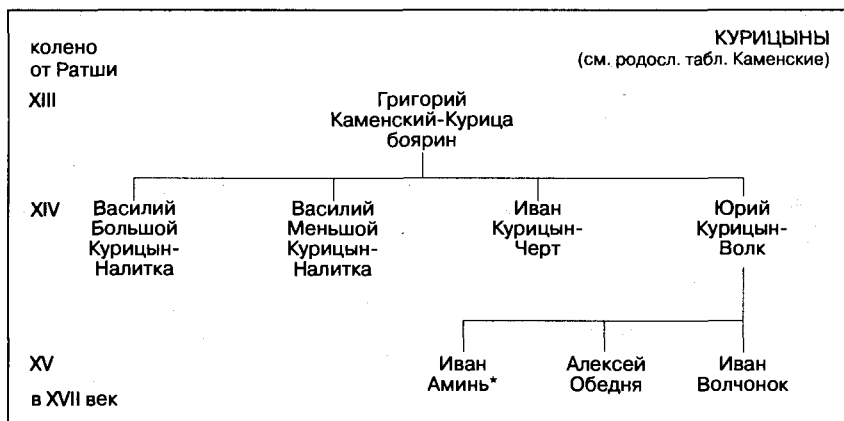 колено
от Ратши
КУРИЦЫНЫ
(см. родосл. табл. Каменские)
XIII
Григорий
Каменский-Курица
боярин
XIV
Василий
Большой
Курицын-
Налитка
Василий
Меньшой
Курицын-
Налитка
Иван
Курицын-
Черт
Юрий
Курицын-
Волк
XV
Иван
Аминь*
Алексей
Обедня
Иван
Волчонок
в XVII век